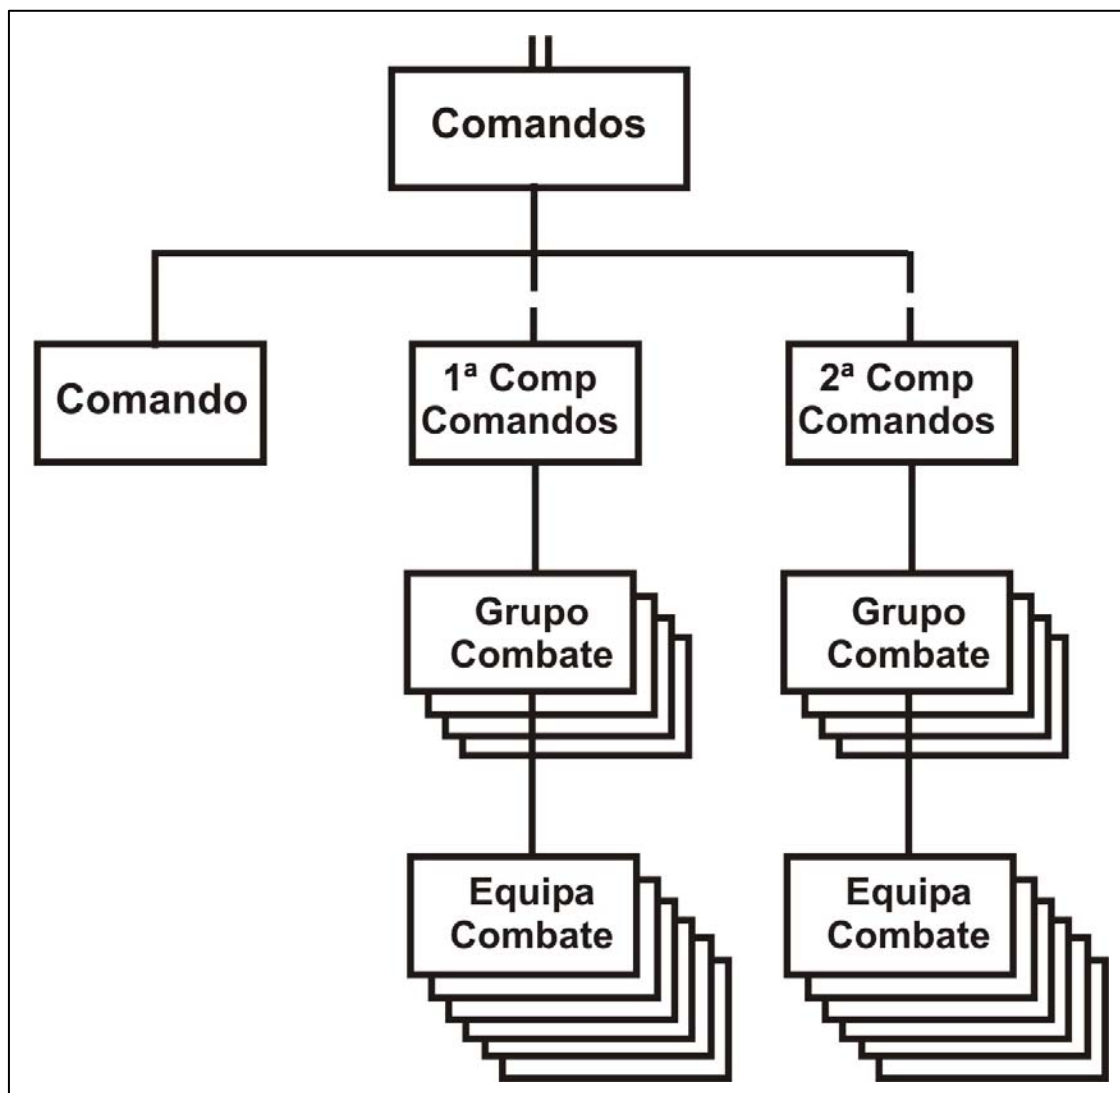 Comandos
Comando
1ª Comp
Comandos
2ª Comp
Comandos
Grupo
Combate
Grupo
Combate
Equipa
Combate
Equipa
Combate